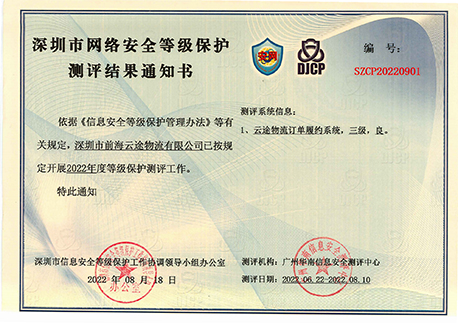 深圳市网络安全等级保护
测评结果通知书
DJCP
编 号:
SZCP20220901
依据《信息安全等级保护管理办法》等有
关规定,深圳市前海云途物流有限公司已按规
定开展2022年度等级保护测评工作。
特此通知
测评系统信息:
1、云途物流订单履约系统,三级,良。
深圳市信息安全等级保护工作协调领导小组办公室
2022 年 08 月 18 日
办公室
测评机构: 广州华南信息安全测评中心
测评日期: 2022.06.22-2022.08.10